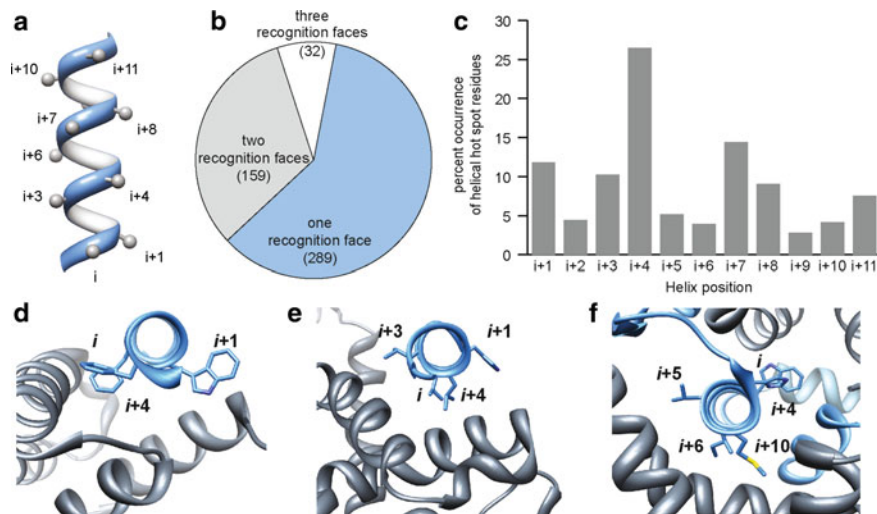 a
i+10
i+11
i+7
i+8
i+6
i+3
i+4
i
i+1
b
three
recognition faces
(32)
two
recognition faces
(159)
one
recognition face
(289)
c
percent occurrence
of helical hot spot residues
30
25
20
15
10
5
0
i+1 i+2 i+3 i+4 i+5 i+6 i+7 i+8 i+9 i+10 i+11
Helix position
d
i
i+1
i+4
e
i+3
i+1
i
i+4
f
i
i+5
i+4
i+6
i+10